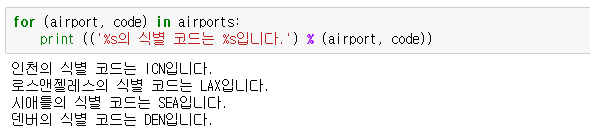 for (airport, code) in airports:
    print (('%s의 식별 코드는 %s입니다.') % (airport, code))
인천의 식별 코드는 ICN입니다.
로스앤젤레스의 식별 코드는 LAX입니다.
시애틀의 식별 코드는 SEA입니다.
덴버의 식별 코드는 DEN입니다.